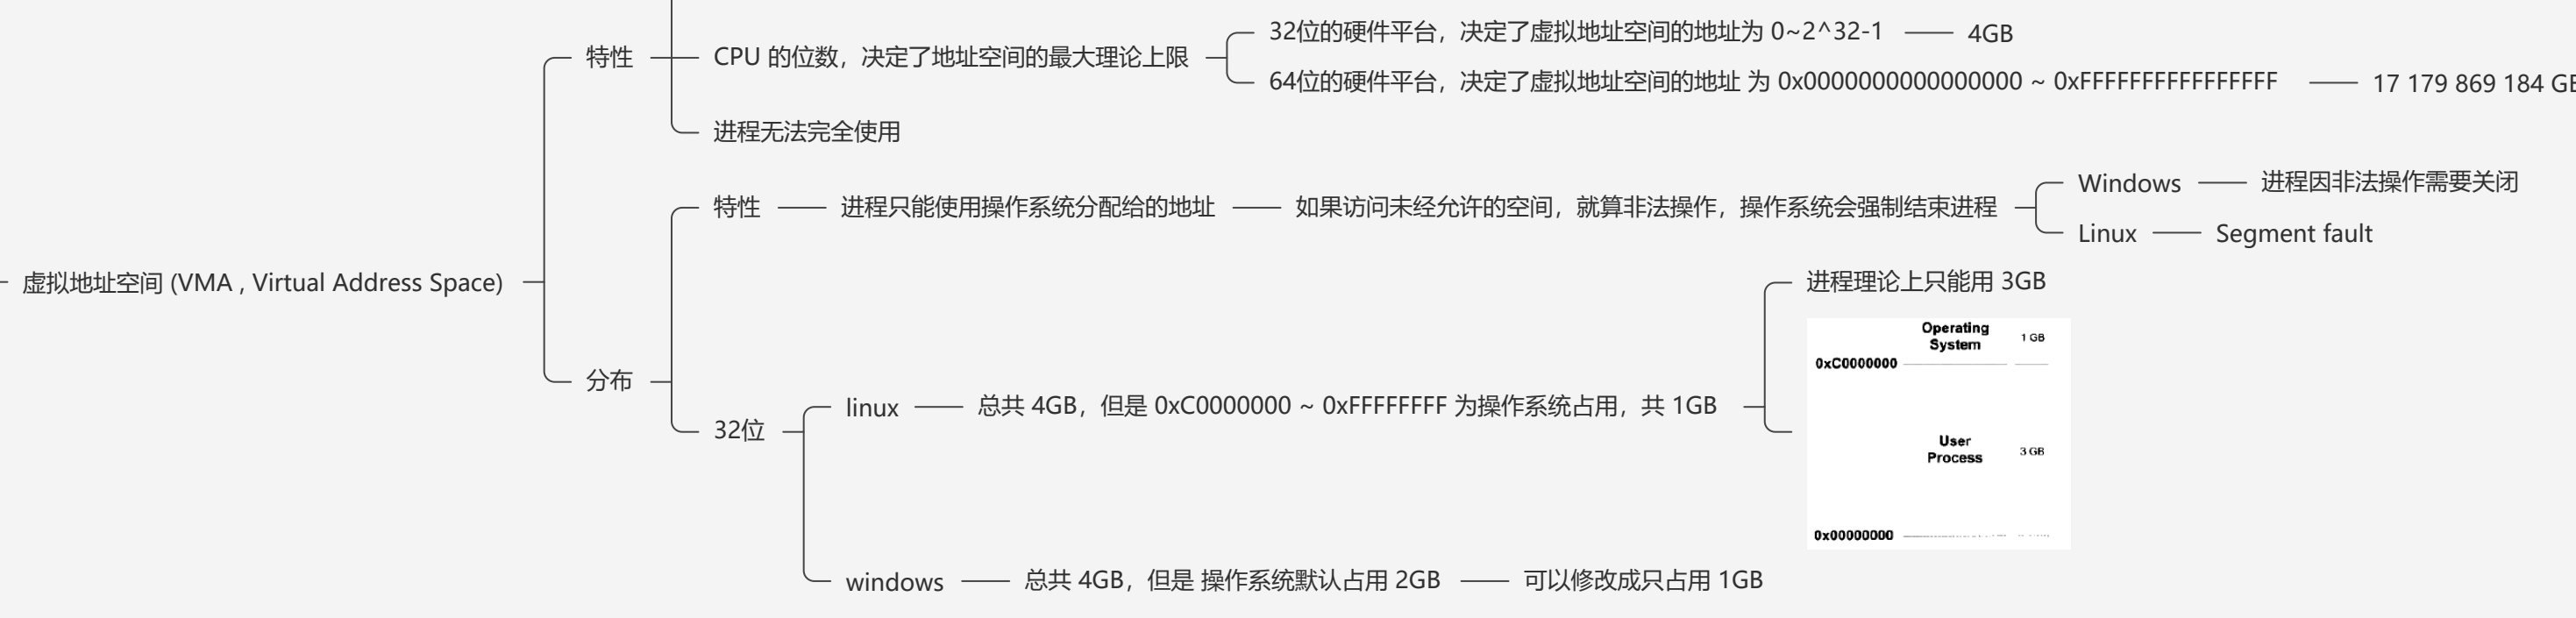 虚拟地址空间 (VMA , Virtual Address Space)
特性
CPU 的位数，决定了地址空间的最大理论上限
32位的硬件平台，决定了虚拟地址空间的地址为 0~2^32-1
4GB
64位的硬件平台，决定了虚拟地址空间的地址 为 0x0000000000000000 ~ 0xFFFFFFFFFFFFFFFF
17 179 869 184
进程无法完全使用
分布
特性
进程只能使用操作系统分配给的地址
如果访问未经允许的空间，就算非法操作，操作系统会强制结束进程
Windows
进程因非法操作需要关闭
Linux
Segment fault
32位
linux
总共 4GB，但是 0xC0000000 ~ 0xFFFFFFFF 为操作系统占用，共 1GB
进程理论上只能用 3GB
Operating
System
1 GB
0xC0000000
User
Process
3 GB
0x00000000
windows
总共 4GB，但是 操作系统默认占用 2GB
可以修改成只占用 1GB